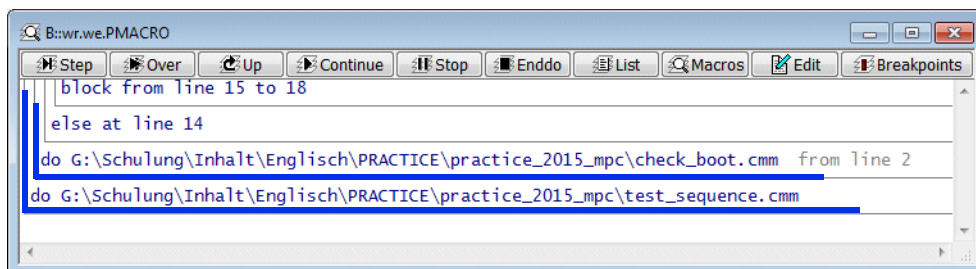 B::wr.we.PMACRO
Step Over Up Continue Stop Enddo List Macros Edit Breakpoints
block from line 15 to 18
else at line 14
do G:\Schulung\Inhalt\Englisch\PRACTICE\practice_2015_mpc\check_boot.cmm from line 2
do G:\Schulung\Inhalt\Englisch\PRACTICE\practice_2015_mpc\test_sequence.cmm